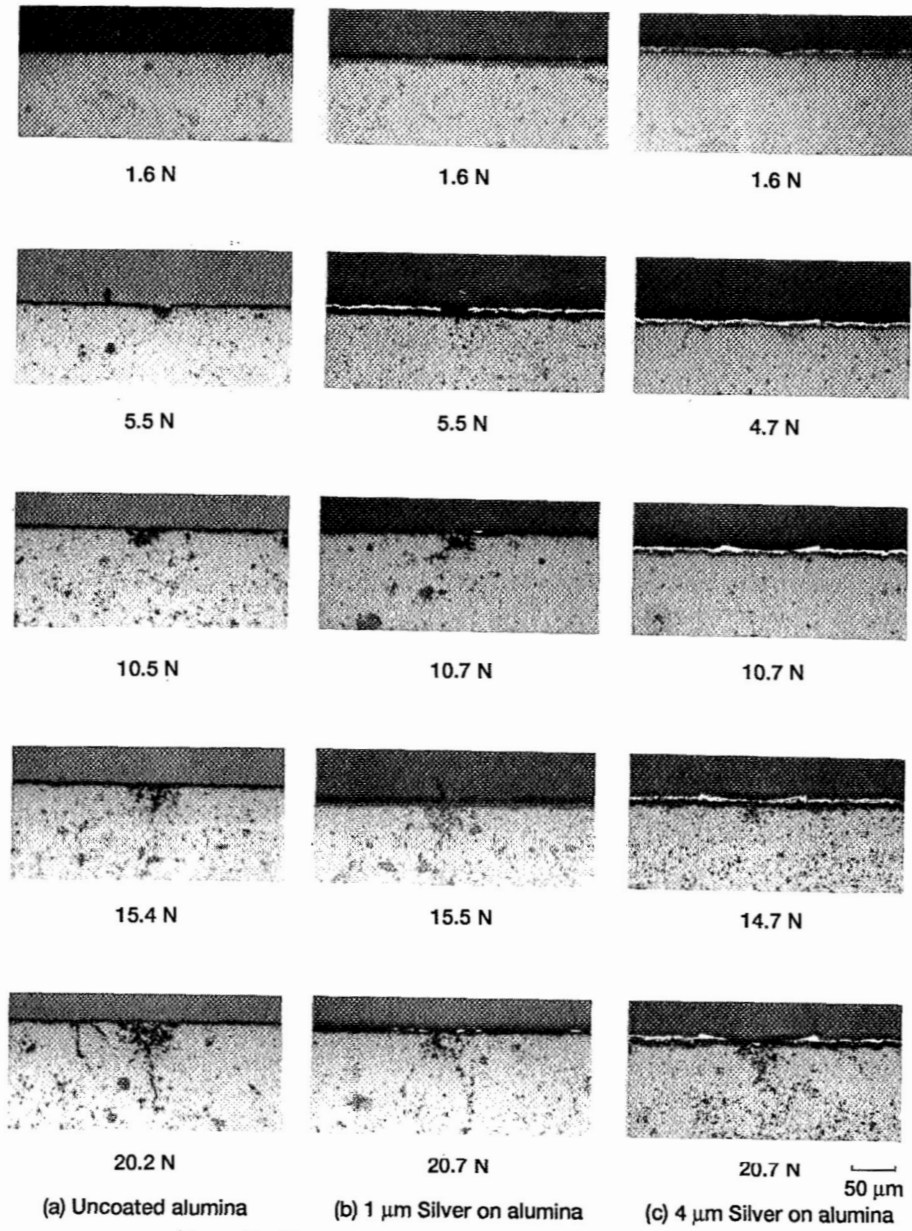 1.6 N
1.6 N
1.6 N
5.5 N
5.5 N
4.7 N
10.5 N
10.7 N
10.7 N
15.4 N
15.5 N
14.7 N
20.2 N
20.7 N
20.7 N
50 μm
(a) Uncoated alumina
(b) 1 μm Silver on alumina
(c) 4 μm Silver on alumina